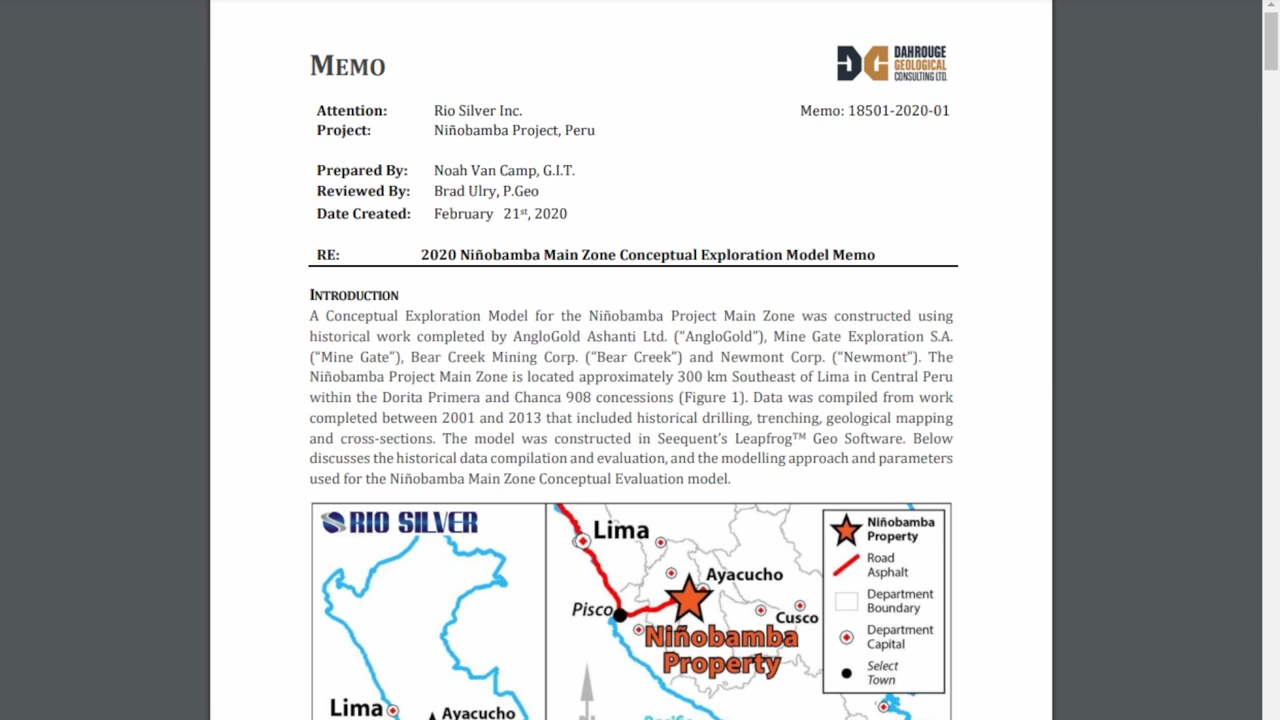 MEMO
DAHROUGE
GEOLOGICAL
CONSULTING LTD.
Attention: Rio Silver Inc. Memo: 18501-2020-01
Project: Niñobamba Project, Peru
Prepared By: Noah Van Camp, G.I.T.
Reviewed By: Brad Ulry, P.Geo
Date Created: February 21st, 2020
RE: 2020 Niñobamba Main Zone Conceptual Exploration Model Memo
INTRODUCTION
A Conceptual Exploration Model for the Niñobamba Project Main Zone was constructed using
historical work completed by AngloGold Ashanti Ltd. (“AngloGold”), Mine Gate Exploration S.A.
(“Mine Gate”), Bear Creek Mining Corp. (“Bear Creek”) and Newmont Corp. (“Newmont”). The
Niñobamba Project Main Zone is located approximately 300 km Southeast of Lima in Central Peru
within the Dorita Primera and Chanca 908 concessions (Figure 1). Data was compiled from work
completed between 2001 and 2013 that included historical drilling, trenching, geological mapping
and cross-sections. The model was constructed in Seequent’s Leapfrog™ Geo Software. Below
discusses the historical data compilation and evaluation, and the modelling approach and parameters
used for the Niñobamba Main Zone Conceptual Evaluation model.
RIO SILVER
Lima
Ayacucho
Lima
Ayacucho
Pisco
Cusco
Niñobamba
Property
Niñobamba
Property
Road
Asphalt
Department
Boundary
Department
Capital
Select
Town